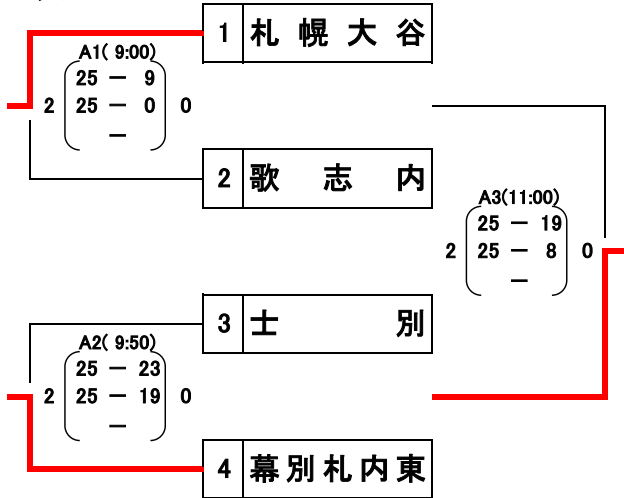 1 札幌大谷
A1( 9:00)
25 － 9
2 25 － 0 0
－
2 歌志内
A3(11:00)
25 － 19
2 25 － 8 0
－
3 士別
A2( 9:50)
25 － 23
2 25 － 19 0
－
4 幕別札内東